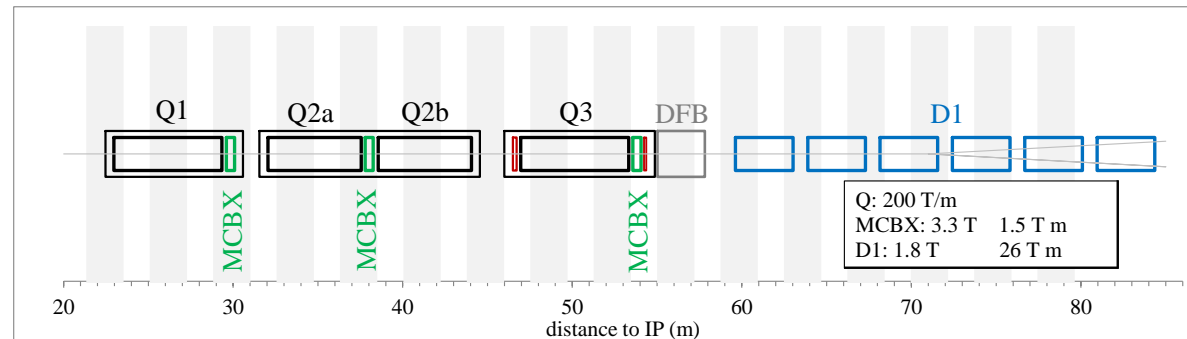 Q1 Q2a Q2b Q3 DFB D1
MCBX MCBX MCBX
Q: 200 T/m
MCBX: 3.3 T 1.5 T m
D1: 1.8 T 26 T m
20 30 40 50 60 70 80
distance to IP (m)